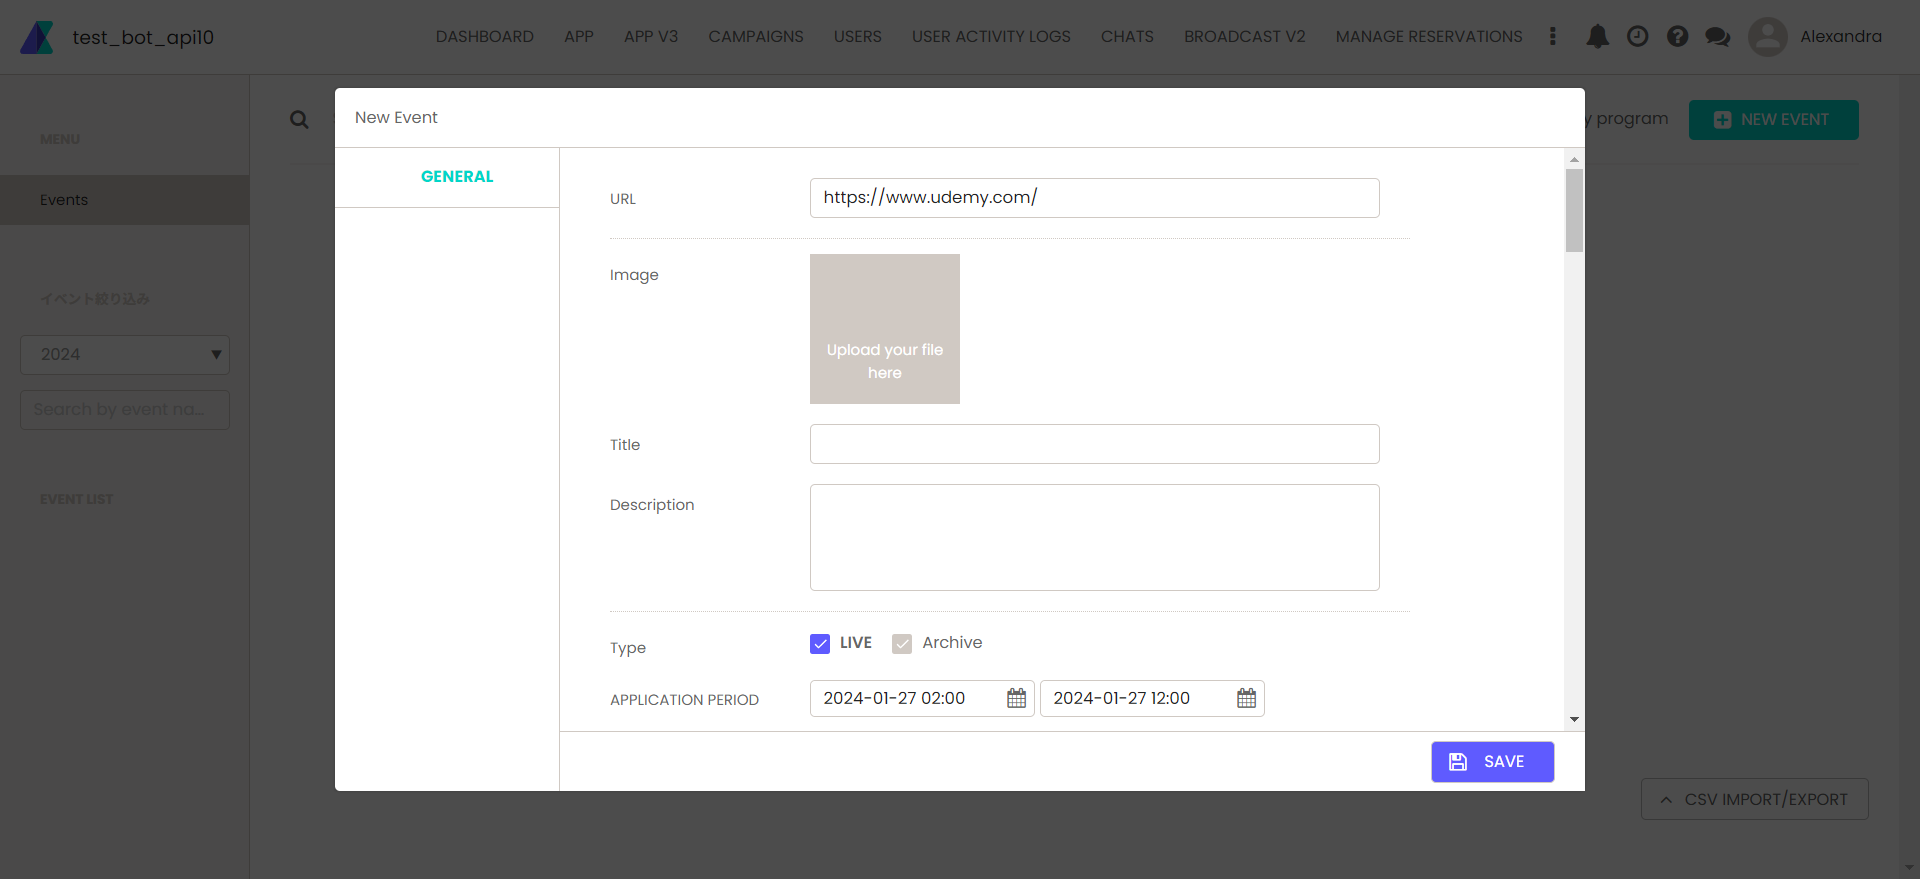 test_bot_api10
DASHBOARD APP APP V3 CAMPAIGNS USERS USER ACTIVITY LOGS CHATS BROADCAST V2 MANAGE RESERVATIONS Alexandra
MENU
Events
イベント絞り込み
2024
Search by event na...
EVENT LIST
y program
NEW EVENT
New Event
GENERAL
URL https://www.udemy.com/
Image
Upload your file
here
Title
Description
Type LIVE Archive
APPLICATION PERIOD 2024-01-27 02:00 2024-01-27 12:00
SAVE
CSV IMPORT/EXPORT